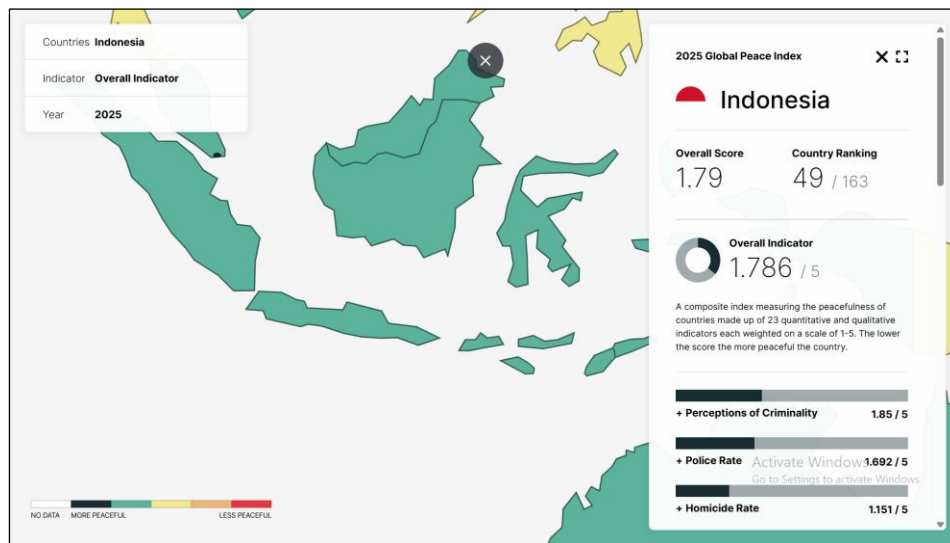 Countries Indonesia
Indicator Overall Indicator
Year 2025
NO DATA MORE PEACEFUL LESS PEACEFUL
2025 Global Peace Index
Indonesia
Overall Score Country Ranking
1.79 49 / 163
Overall Indicator
1.786 / 5
A composite index measuring the peacefulness of
countries made up of 23 quantitative and qualitative
indicators each weighted on a scale of 1-5. The lower
the score the more peaceful the country.
+ Perceptions of Criminality 1.85 / 5
+ Police Rate 1.692 / 5
Activate Windows
Go to Settings to activate Windows.
+ Homicide Rate 1.151 / 5